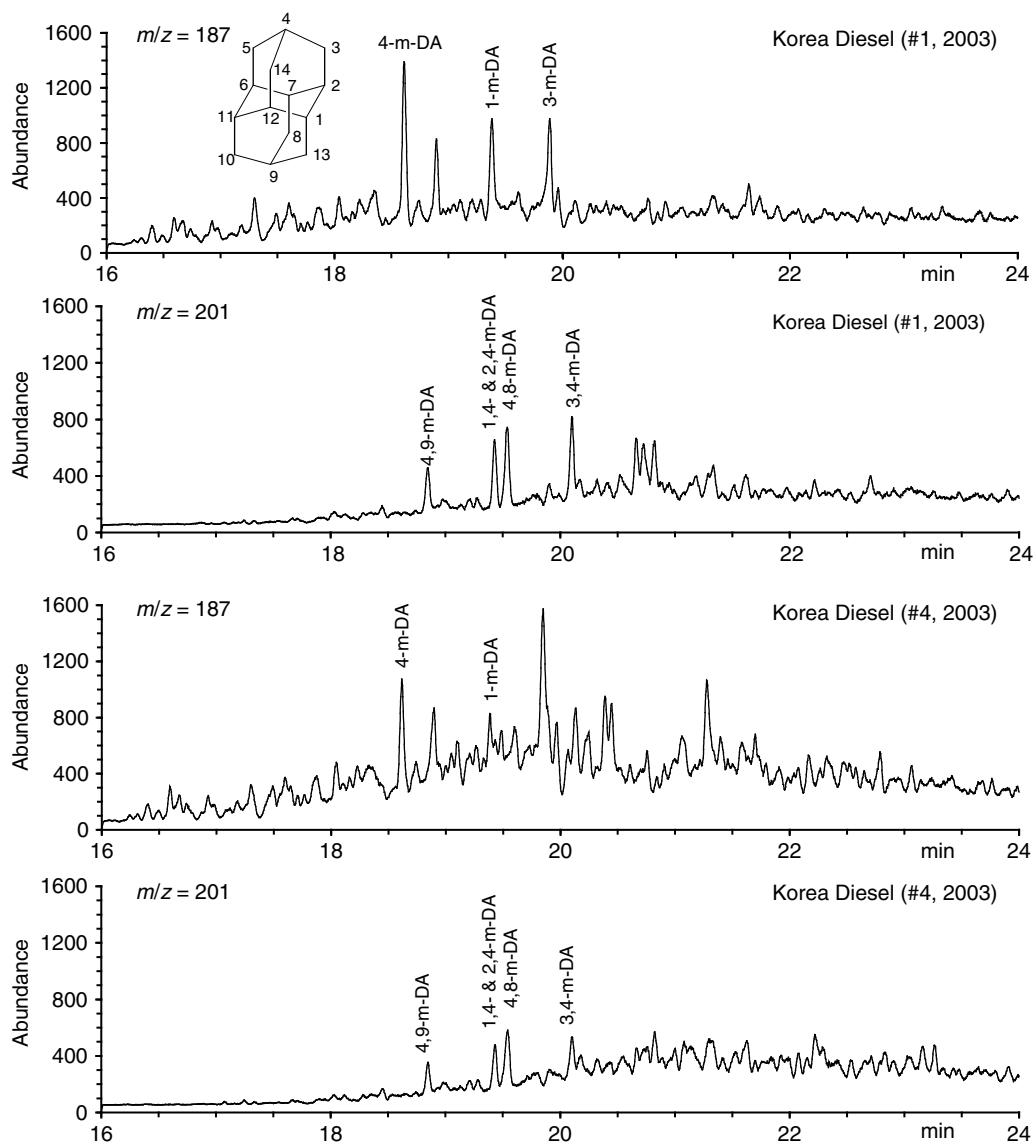 m/z = 187
Korea Diesel (#1, 2003)
4
5
3
14
6
7
2
11
12
1
8
10
13
9
4-m-DA
1-m-DA
3-m-DA
Abundance
1600
1200
800
400
0
16
18
20
22
min
24
m/z = 201
Korea Diesel (#1, 2003)
4,9-m-DA
1,4- & 2,4-m-DA
4,8-m-DA
3,4-m-DA
Abundance
1600
1200
800
400
0
16
18
20
22
min
24
m/z = 187
Korea Diesel (#4, 2003)
4-m-DA
1-m-DA
Abundance
1600
1200
800
400
0
16
18
20
22
min
24
m/z = 201
Korea Diesel (#4, 2003)
4,9-m-DA
1,4- & 2,4-m-DA
4,8-m-DA
3,4-m-DA
Abundance
1600
1200
800
400
0
16
18
20
22
min
24